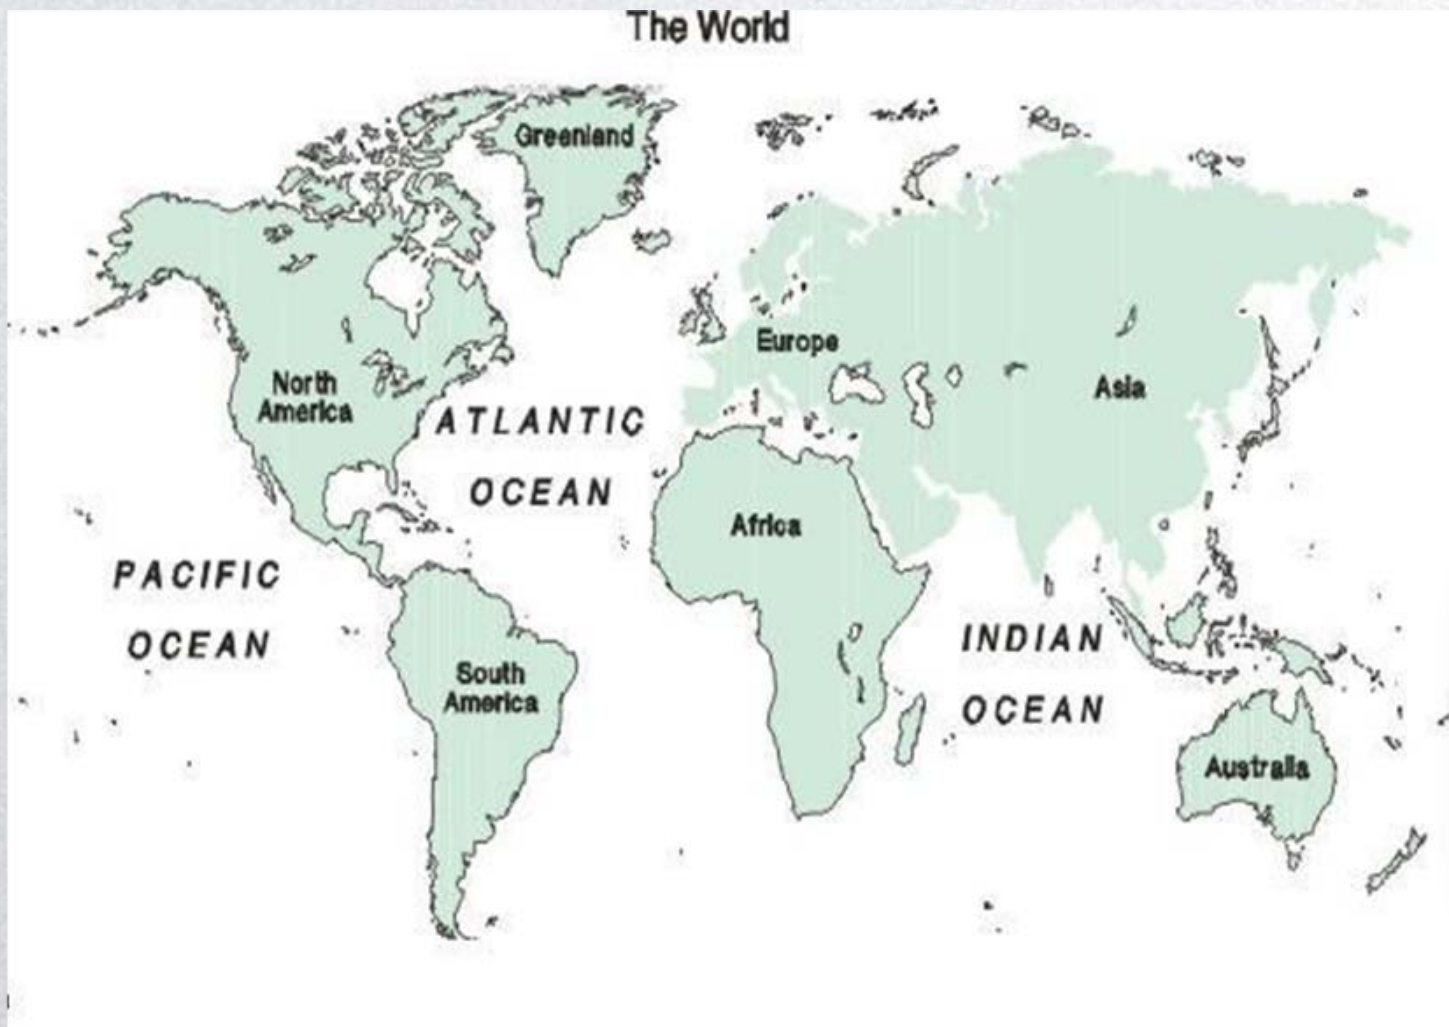 The World
Greenland
Europe
North
America
Asia
ATLANTIC
OCEAN
Africa
PACIFIC
OCEAN
INDIAN
OCEAN
South
America
Australia